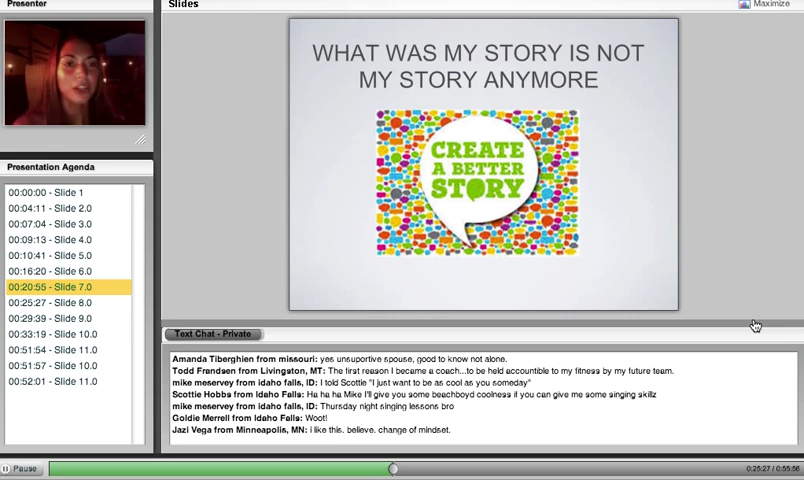 Presenter
Slides
Maximize
WHAT WAS MY STORY IS NOT
MY STORY ANYMORE
CREATE
A BETTER
STORY
Presentation Agenda
00:00:00 - Slide 1
00:04:11 - Slide 2.0
00:07:04 - Slide 3.0
00:09:13 - Slide 4.0
00:10:41 - Slide 5.0
00:16:20 - Slide 6.0
00:20:55 - Slide 7.0
00:25:27 - Slide 8.0
00:29:39 - Slide 9.0
00:33:19 - Slide 10.0
00:51:54 - Slide 11.0
00:51:57 - Slide 10.0
00:52:01 - Slide 11.0
Text Chat - Private
Amanda Tiberghien from missouri: yes unsuportive spouse, good to know not alone.
Todd Frandsen from Livingston, MT: The first reason I became a coach...to be held accountible to my fitness by my future team.
mike meservey from idaho falls, ID: I told Scottie "I just want to be as cool as you someday"
Scottie Hobbs from Idaho Falls: Ha ha ha Mike I'll give you some beachboyd coolness if you can give me some singing skillz
mike meservey from idaho falls, ID: Thursday night singing lessons bro
Goldie Merrell from Idaho Falls: Woot!
Jazi Vega from Minneapolis, MN: i like this. believe. change of mindset.
Pause
0:25:27 / 0:55:56